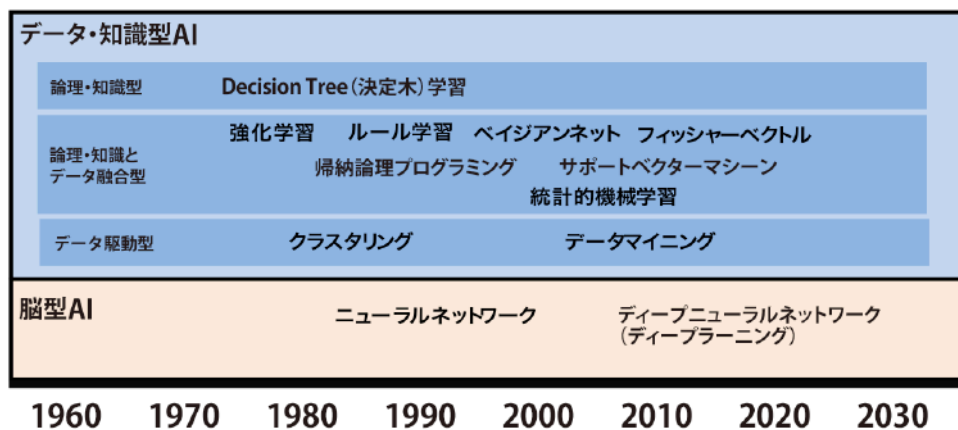 データ・知識型AI
論理・知識型
Decision Tree(決定木)学習
論理・知識と
データ融合型
強化学習 ルール学習 ベイジアンネット フィッシャーベクトル
帰納論理プログラミング サポートベクターマシーン
統計的機械学習
データ駆動型
クラスタリング データマイニング
脳型AI
ニューラルネットワーク
ディープニューラルネットワーク
(ディープラーニング)
1960 1970 1980 1990 2000 2010 2020 2030